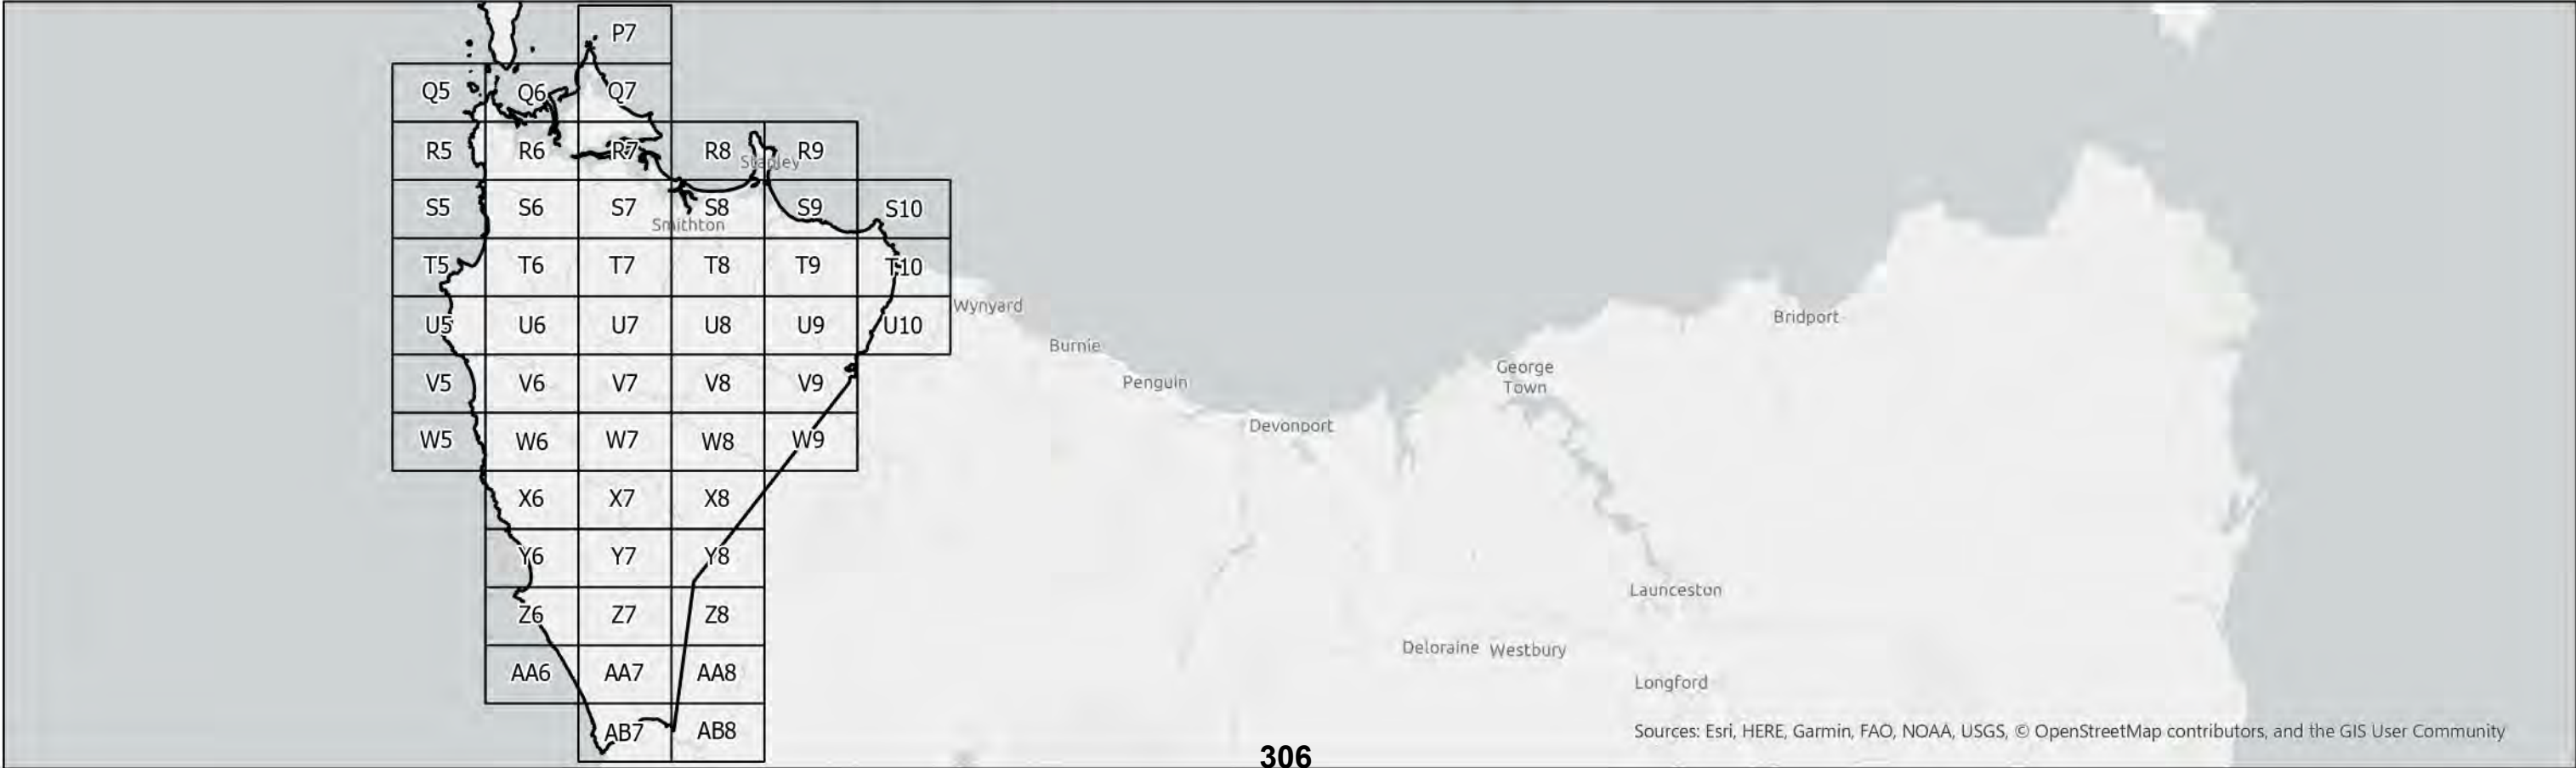 P7
Q5 Q6 Q7
R5 R6 R7 R8 R9
Stanley
S5 S6 S7 S8 S9 S10
Smithton
T5 T6 T7 T8 T9 T10
Wynyard
U5 U6 U7 U8 U9 U10
Bridport
Burnie
George
Town
V5 V6 V7 V8 V9
Penguin
Devonport
W5 W6 W7 W8 W9
X6 X7 X8
Y6 Y7 Y8
Launceston
Z6 Z7 Z8
Deloraine Westbury
AA6 AA7 AA8
Longford
AB7 AB8
Sources: Esri, HERE, Garmin, FAO, NOAA, USGS, © OpenStreetMap contributors, and the GIS User Community
306